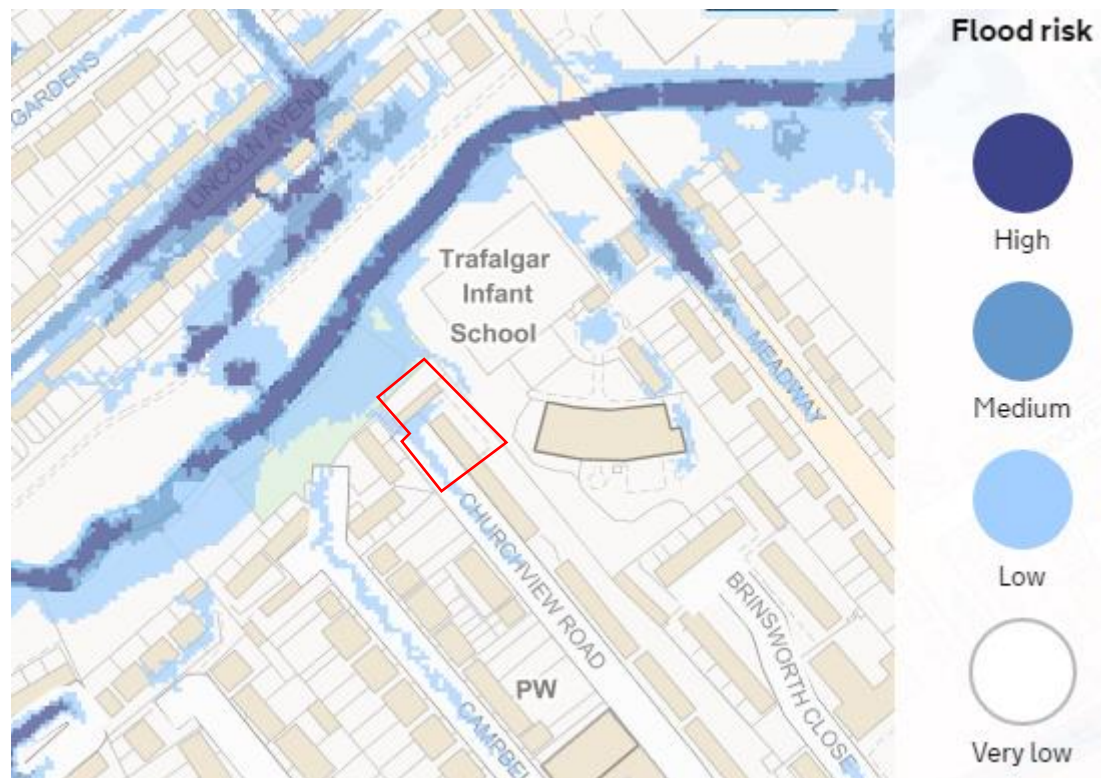 GARDENS
LINCOLN AVENUE
Trafalgar
Infant
School
MEADWAY
CHURCHVIEW ROAD
BRINSWORTH CLOSE
PW
CAMPBE
Flood risk
High
Medium
Low
Very low